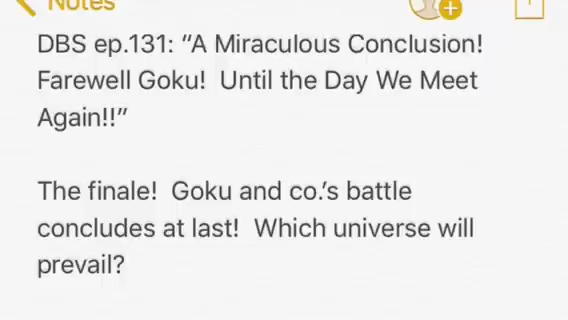 Notes
DBS ep.131: “A Miraculous Conclusion!
Farewell Goku!  Until the Day We Meet
Again!!”
The finale!  Goku and co.’s battle
concludes at last!  Which universe will
prevail?